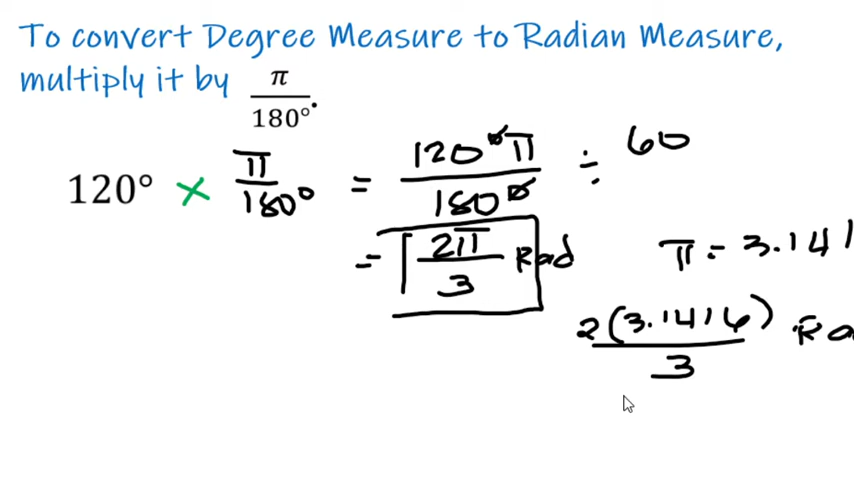 To convert Degree Measure to Radian Measure,
multiply it by π/180°.
120° × π/180° = 120°π/180° ÷ 60
= 2π/3 Rad
π = 3.141
2(3.1416)/3 Ra